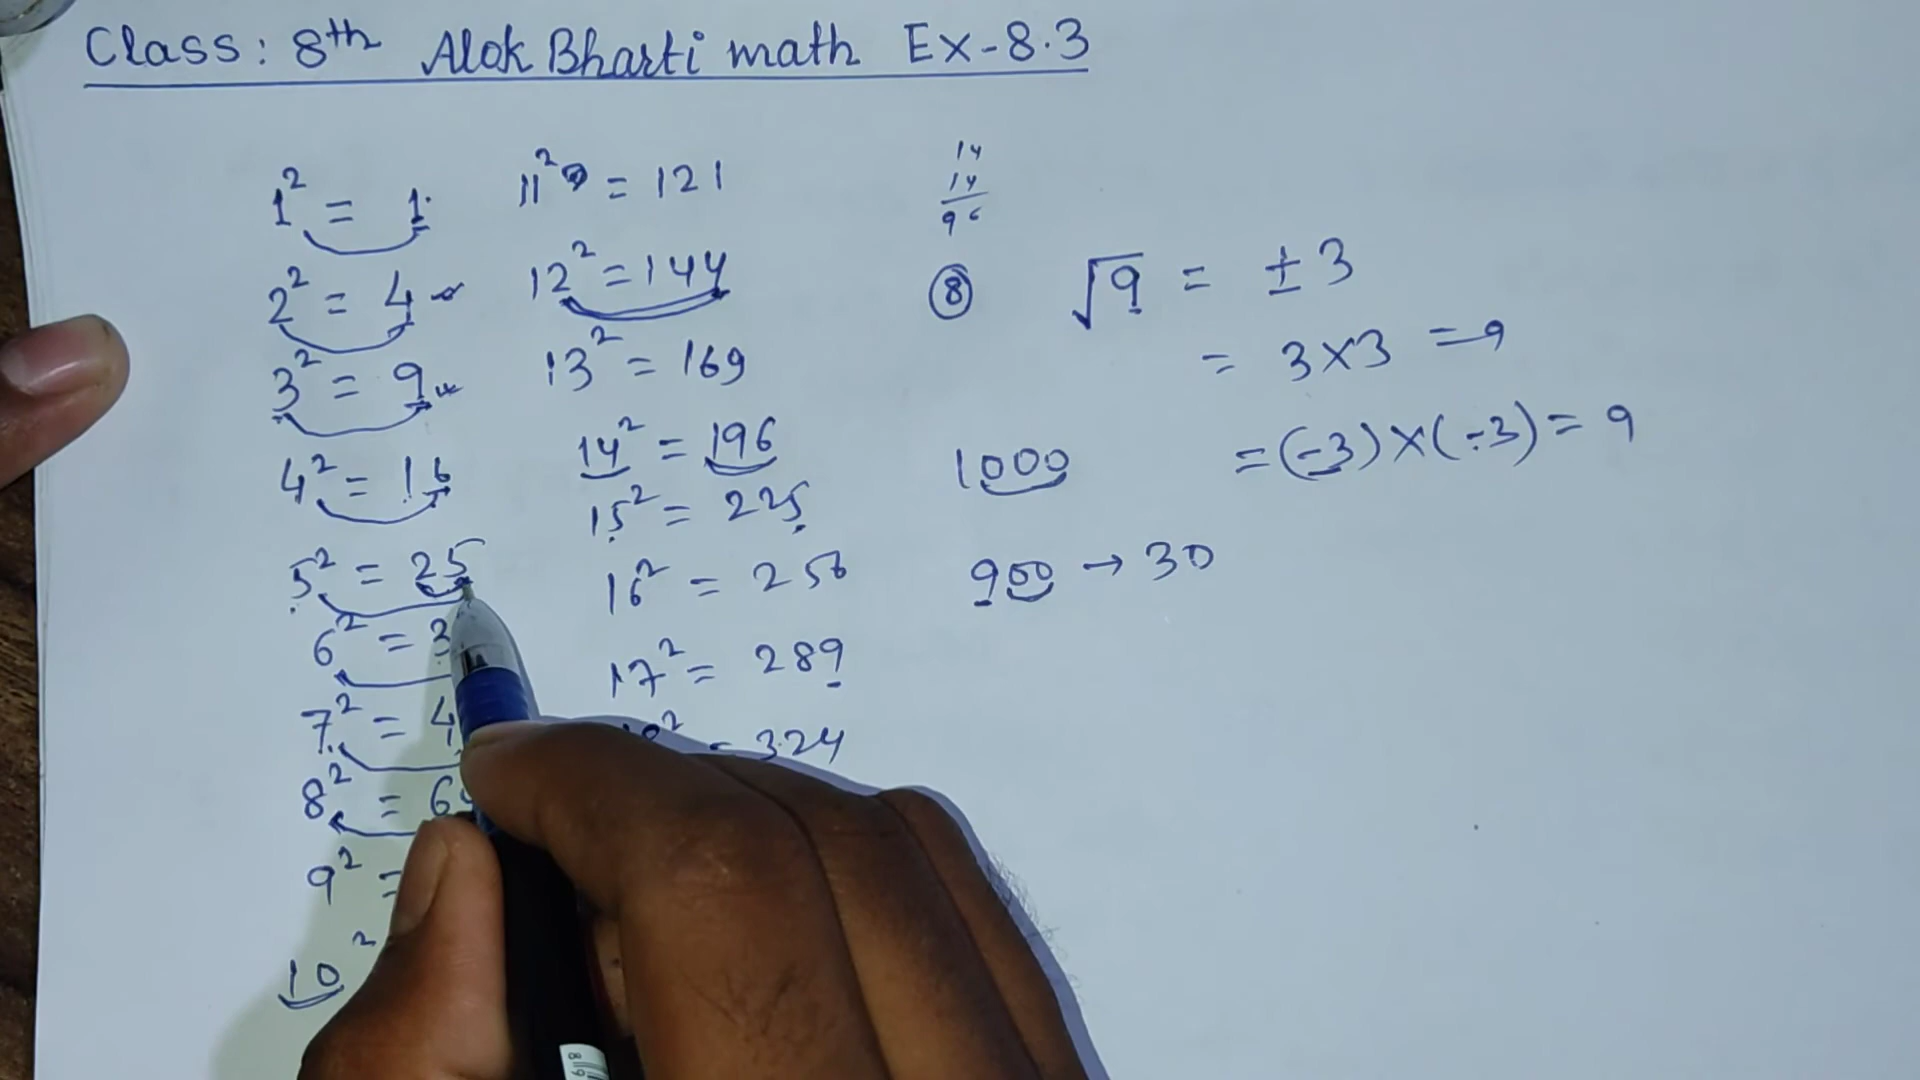 Class: 8th Alok Bharti math Ex-8.3
1² = 1
2² = 4
3² = 9
4² = 16
5² = 25
6² = 3
7² = 4
8² = 6
9² =
10²
11² = 121
12² = 144
13² = 169
14² = 196
15² = 225
16² = 256
17² = 289
² = 324
14
14
96
⑧ √9 = ±3
= 3×3 = 9
= (-3)×(-3) = 9
1000
900 → 30